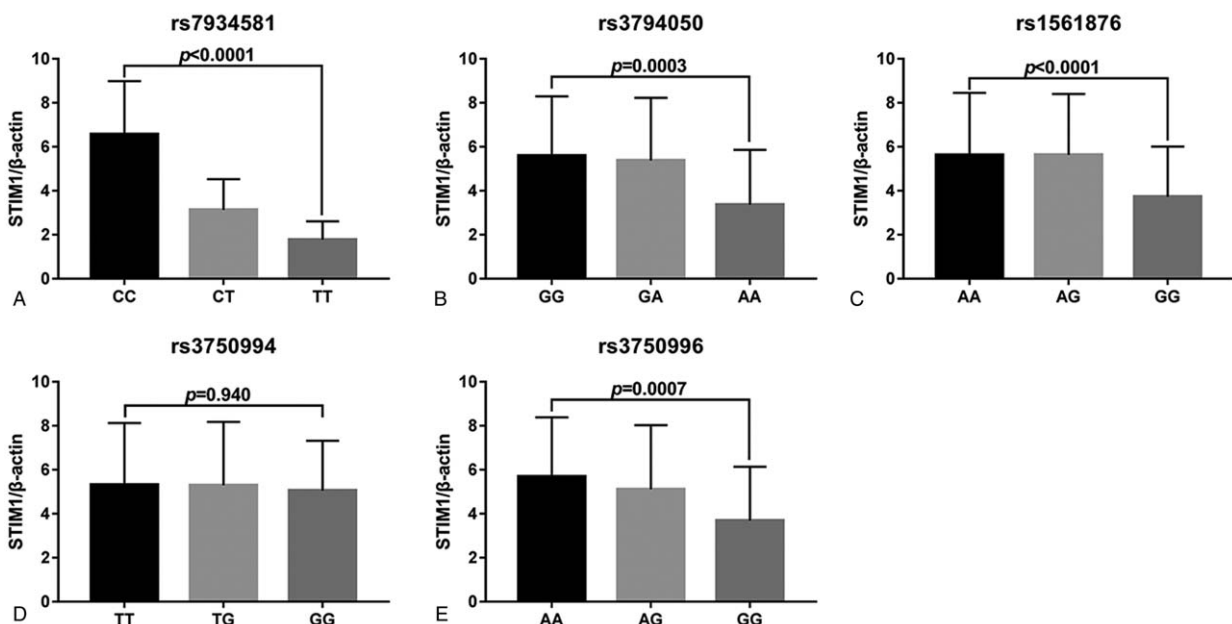 rs7934581
p<0.0001
STIM1/β-actin
10
8
6
4
2
0
CC CT TT
A
rs3794050
p=0.0003
STIM1/β-actin
10
8
6
4
2
0
GG GA AA
B
rs1561876
p<0.0001
STIM1/β-actin
10
8
6
4
2
0
AA AG GG
C
rs3750994
p=0.940
STIM1/β-actin
10
8
6
4
2
0
TT TG GG
D
rs3750996
p=0.0007
STIM1/β-actin
10
8
6
4
2
0
AA AG GG
E